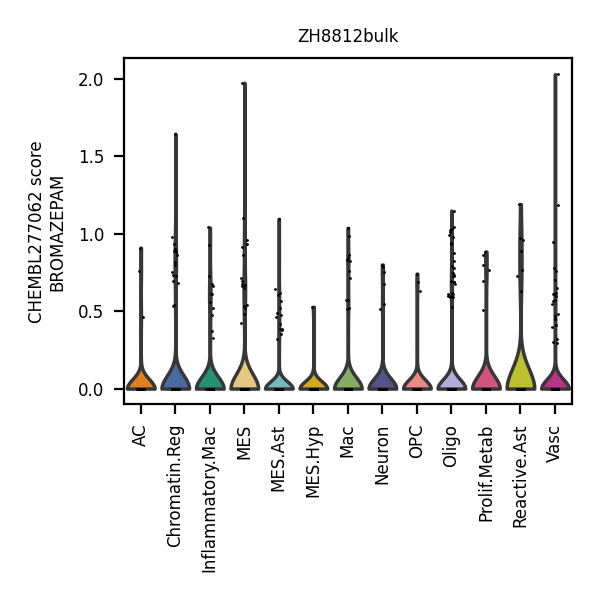 ZH8812bulk
CHEMBL277062 score
BROMAZEPAM
2.0
1.5
1.0
0.5
0.0
AC
Chromatin.Reg
Inflammatory.Mac
MES
MES.Ast
MES.Hyp
Mac
Neuron
OPC
Oligo
Prolif.Metab
Reactive.Ast
Vasc